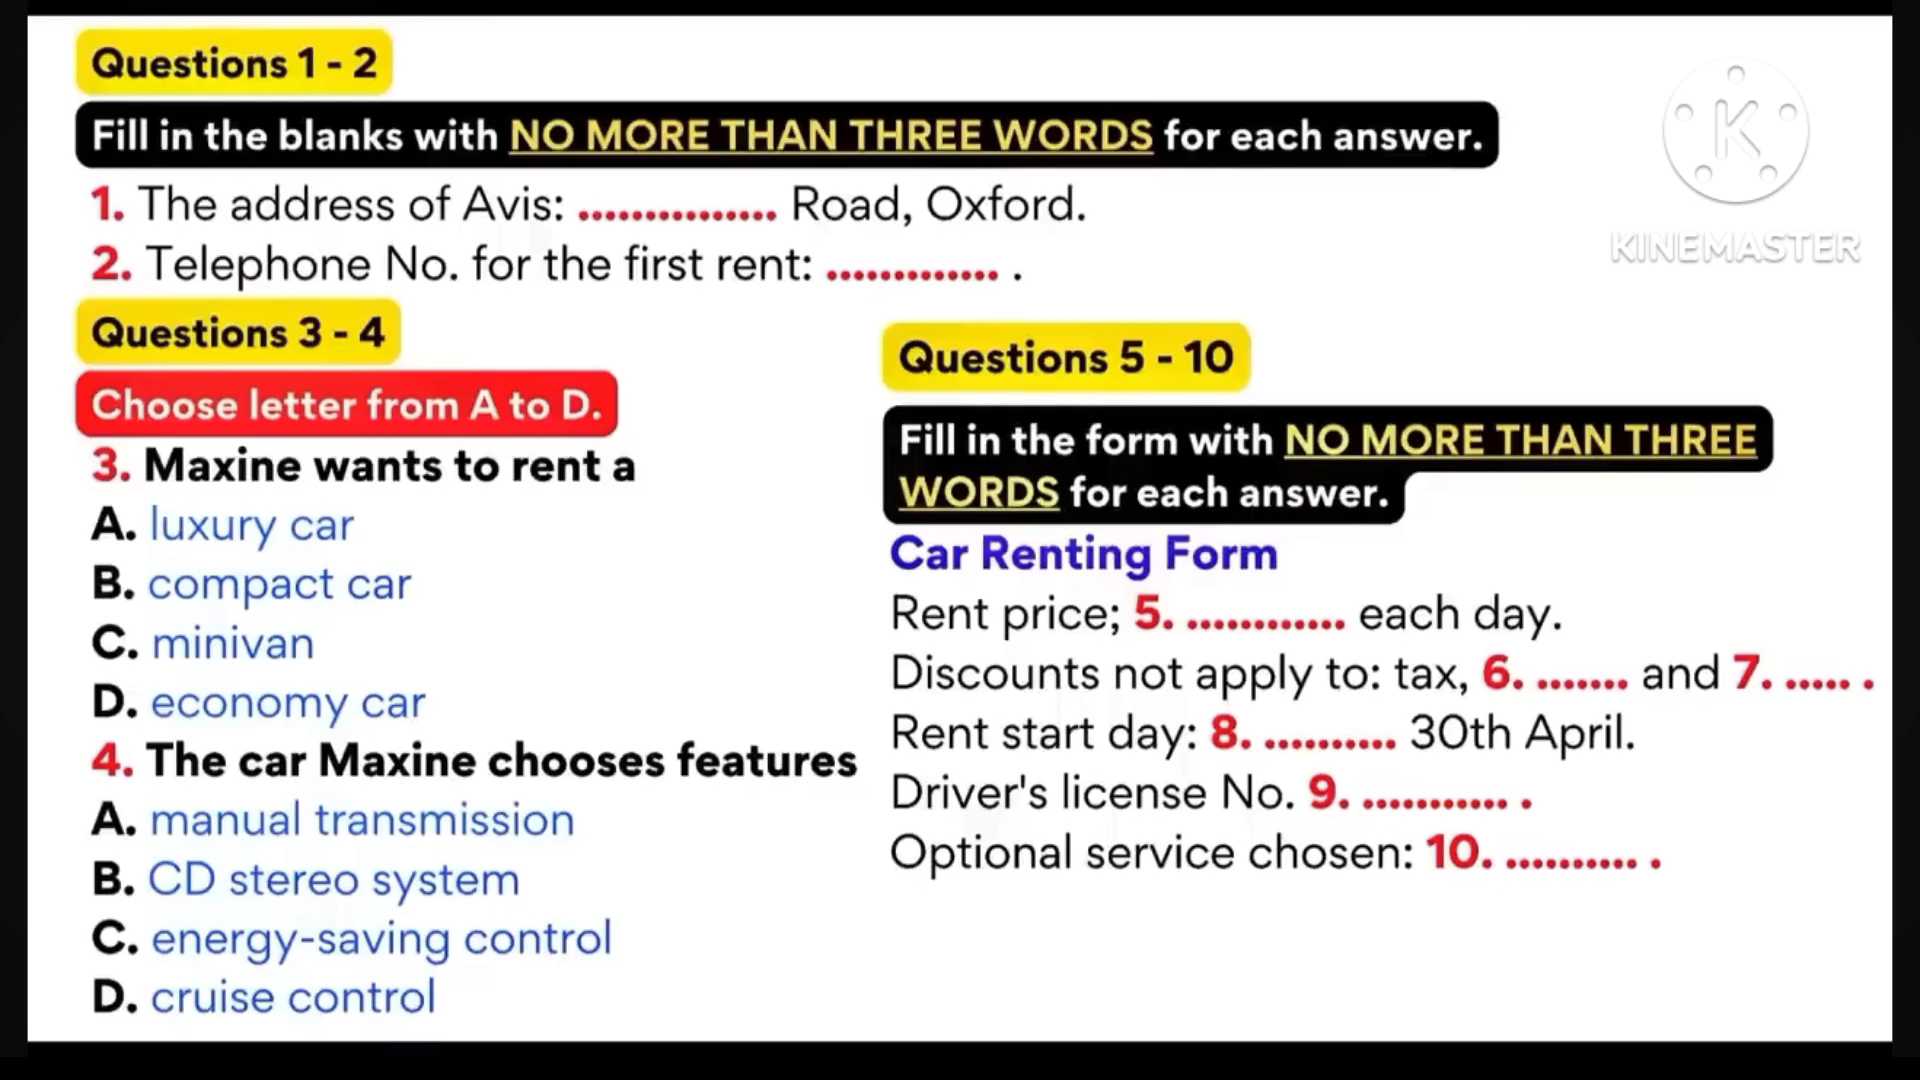 Questions 1 - 2
Fill in the blanks with NO MORE THAN THREE WORDS for each answer.
1. The address of Avis: ............... Road, Oxford.
2. Telephone No. for the first rent: ............. .
Questions 3 - 4
Choose letter from A to D.
3. Maxine wants to rent a
A. luxury car
B. compact car
C. minivan
D. economy car
4. The car Maxine chooses features
A. manual transmission
B. CD stereo system
C. energy-saving control
D. cruise control
Questions 5 - 10
Fill in the form with NO MORE THAN THREE
WORDS for each answer.
Car Renting Form
Rent price; 5. ............ each day.
Discounts not apply to: tax, 6. ....... and 7. ..... .
Rent start day: 8. .......... 30th April.
Driver's license No. 9. ........... .
Optional service chosen: 10. .......... .
K
KINEMASTER